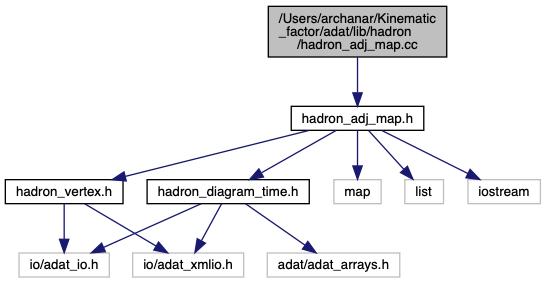 /Users/archanar/Kinematic
_factor/adat/lib/hadron
/hadron_adj_map.cc
hadron_adj_map.h
hadron_vertex.h
hadron_diagram_time.h
map
list
iostream
io/adat_io.h
io/adat_xmlio.h
adat/adat_arrays.h